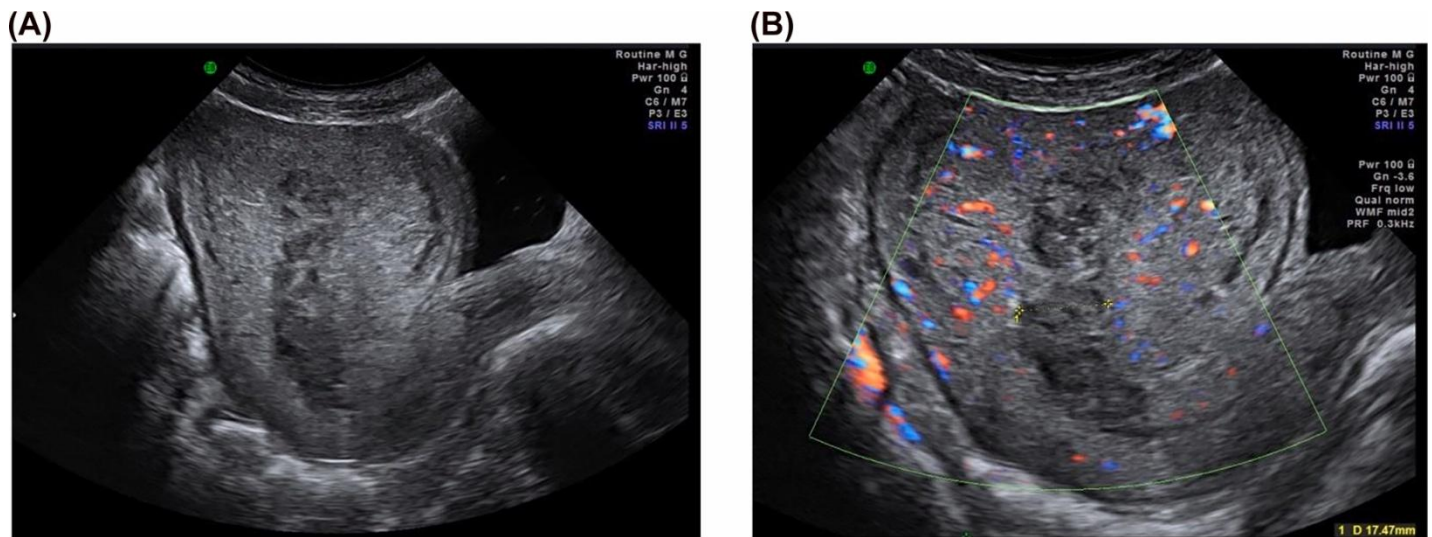 (A)
Routine M G
Har-high
Pwr 100
Gn 4
C6 / M7
P3 / E3
SRI II 5
(B)
Routine M G
Har-high
Pwr 100
Gn 4
C6 / M7
P3 / E3
SRI II 5
Pwr 100
Gn -3.6
Frq low
Qual norm
WMF mid2
PRF 0.3kHz
1 D 17.47mm